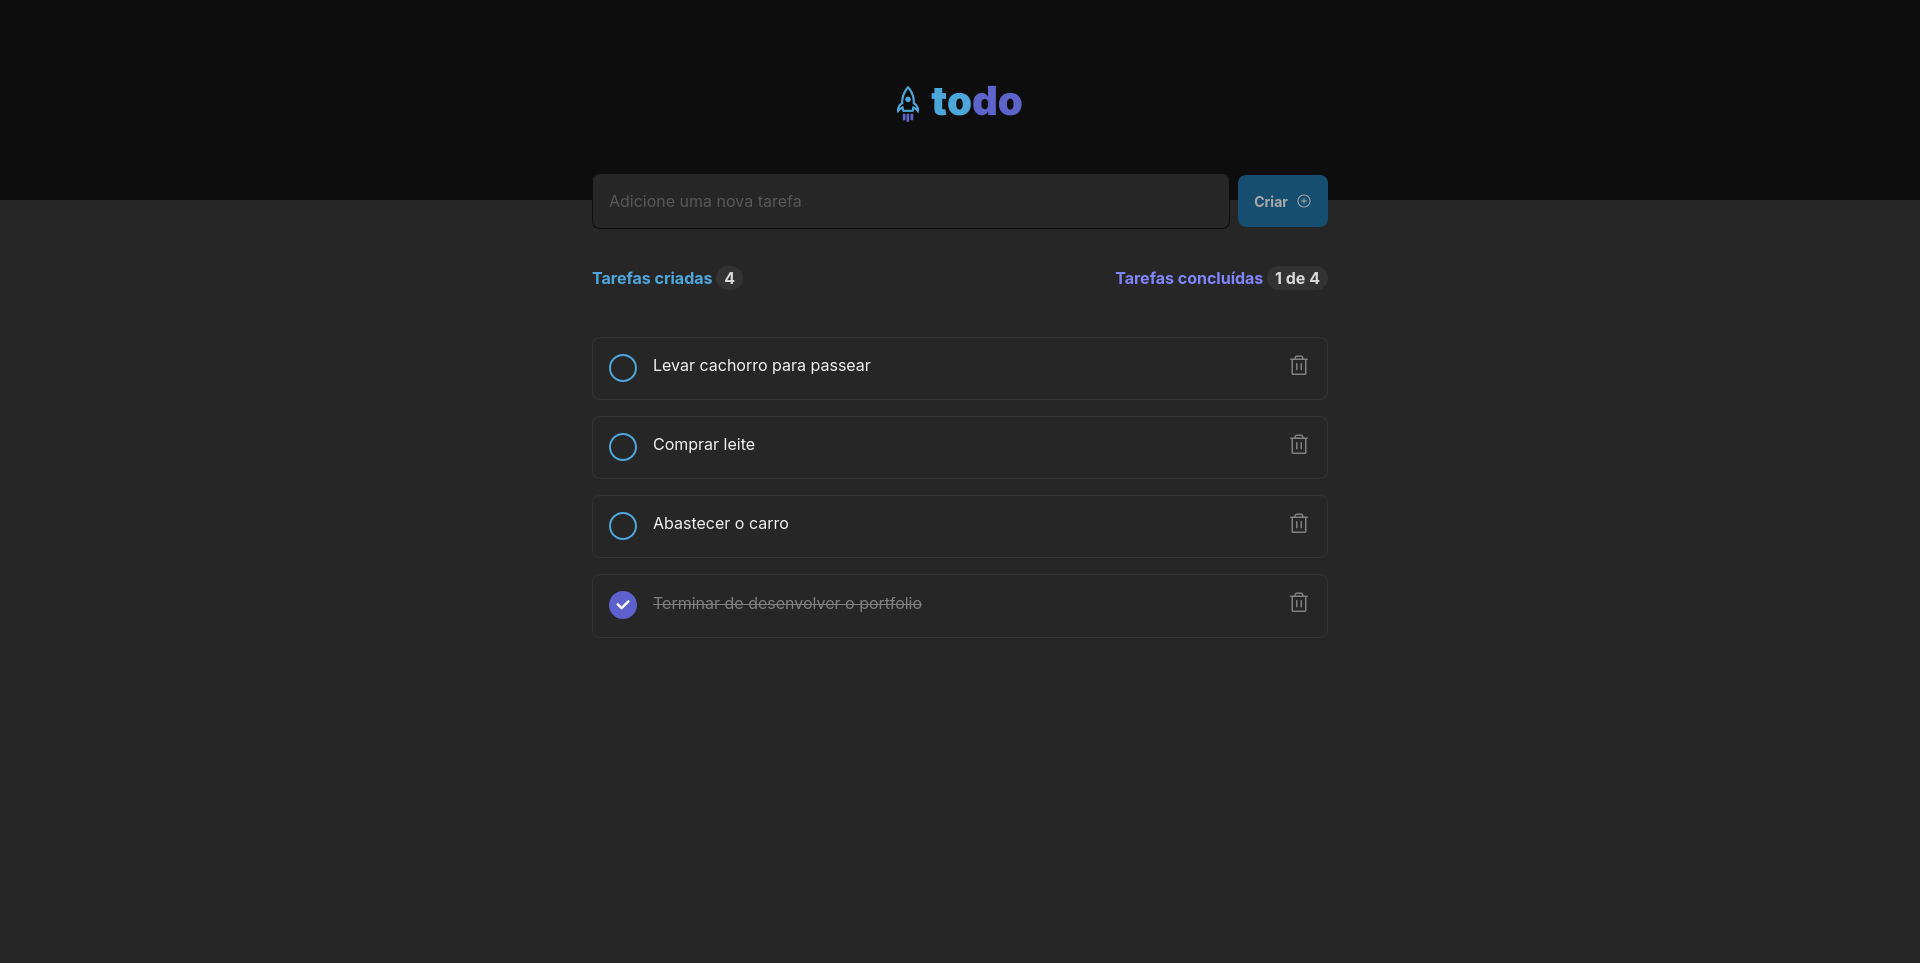 todo
Adicione uma nova tarefa
Criar
Tarefas criadas 4
Tarefas concluídas 1 de 4
Levar cachorro para passear
Comprar leite
Abastecer o carro
Terminar de desenvolver o portfolio